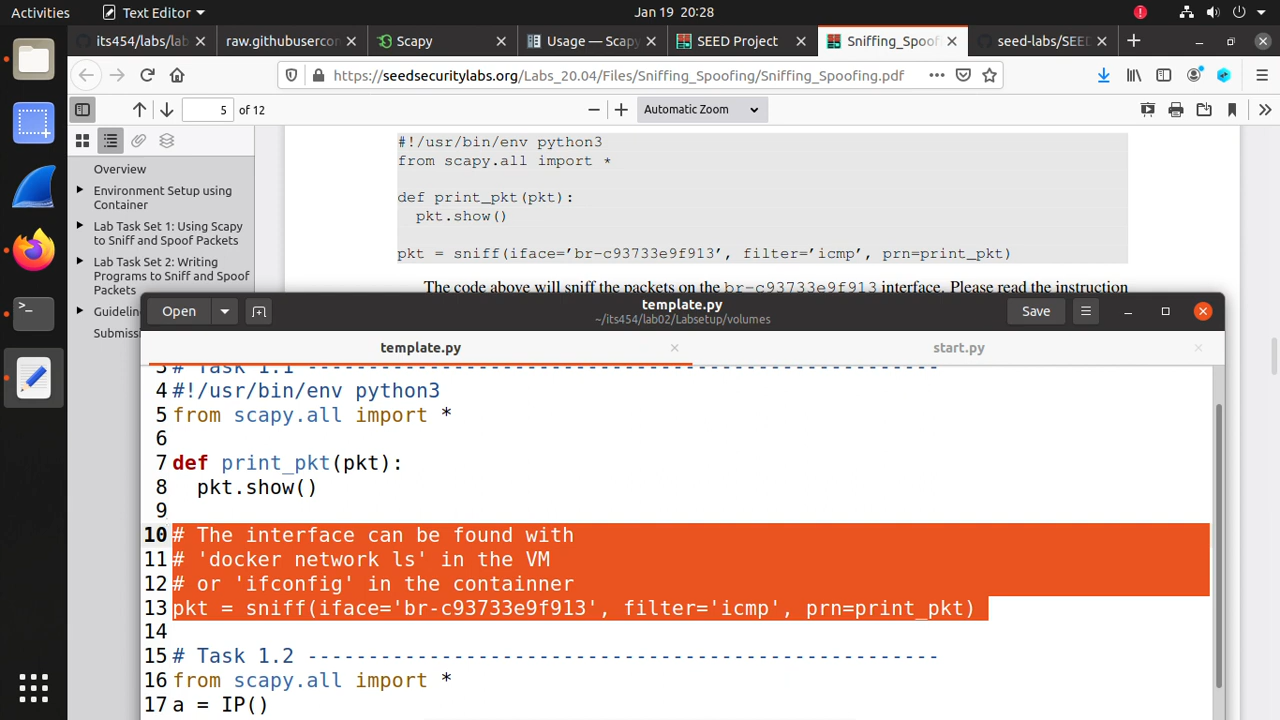 Activities
Text Editor
Jan 19 20:28
its454/labs/lab
raw.githubusercon
Scapy
Usage — Scapy
SEED Project
Sniffing_Spoofi
seed-labs/SEED
https://seedsecuritylabs.org/Labs_20.04/Files/Sniffing_Spoofing/Sniffing_Spoofing.pdf
5 of 12
Automatic Zoom
Overview
Environment Setup using
Container
Lab Task Set 1: Using Scapy
to Sniff and Spoof Packets
Lab Task Set 2: Writing
Programs to Sniff and Spoof
Packets
Guidelin
Submiss
#!/usr/bin/env python3
from scapy.all import *
def print_pkt(pkt):
pkt.show()
pkt = sniff(iface=’br-c93733e9f913’, filter=’icmp’, prn=print_pkt)
The code above will sniff the packets on the br-c93733e9f913 interface. Please read the instruction
Open
template.py
~/its454/lab02/Labsetup/volumes
Save
template.py
start.py
3 # Task 1.1 ----------------------------------------------------
4 #!/usr/bin/env python3
5 from scapy.all import *
6
7 def print_pkt(pkt):
8 pkt.show()
9
10 # The interface can be found with
11 # 'docker network ls' in the VM
12 # or 'ifconfig' in the containner
13 pkt = sniff(iface='br-c93733e9f913', filter='icmp', prn=print_pkt)
14
15 # Task 1.2 ----------------------------------------------------
16 from scapy.all import *
17 a = IP()